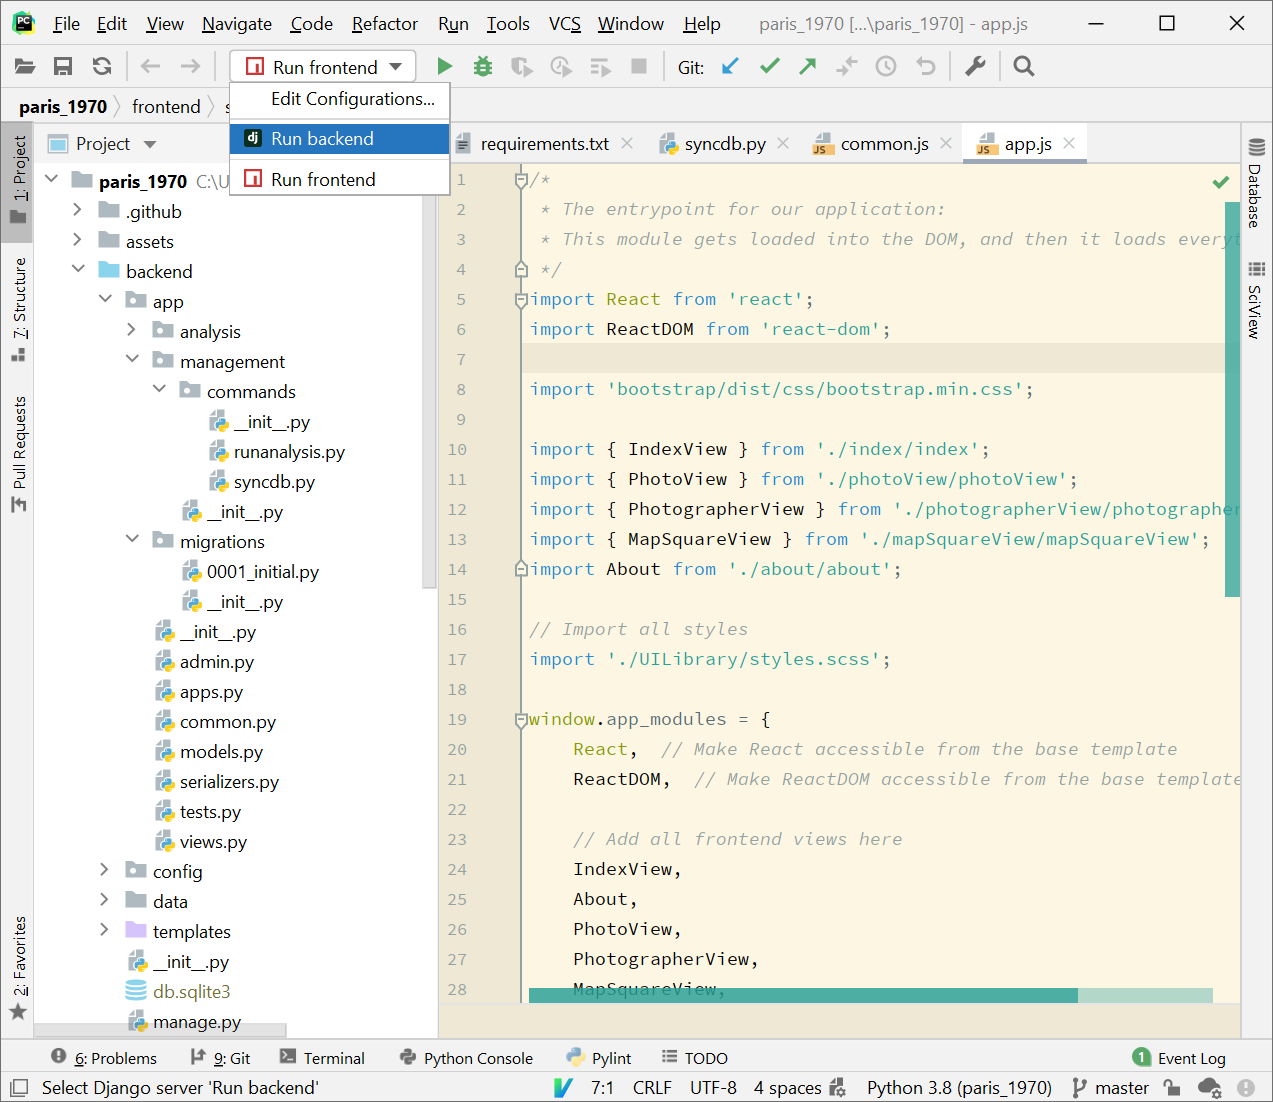 File Edit View Navigate Code Refactor Run Tools VCS Window Help paris_1970 [...\paris_1970] - app.js
Run frontend Git:
Edit Configurations...
Run backend
Run frontend
paris_1970 frontend
Project
requirements.txt syncdb.py common.js app.js
1: Project
7: Structure
Pull Requests
2: Favorites
paris_1970 C:\U
.github
assets
backend
app
analysis
management
commands
__init__.py
runanalysis.py
syncdb.py
__init__.py
migrations
0001_initial.py
__init__.py
__init__.py
admin.py
apps.py
common.py
models.py
serializers.py
tests.py
views.py
config
data
templates
__init__.py
db.sqlite3
manage.py
1 /*
2 * The entrypoint for our application:
3 * This module gets loaded into the DOM, and then it loads everyt
4 */
5 import React from 'react';
6 import ReactDOM from 'react-dom';
7
8 import 'bootstrap/dist/css/bootstrap.min.css';
9
10 import { IndexView } from './index/index';
11 import { PhotoView } from './photoView/photoView';
12 import { PhotographerView } from './photographerView/photographer
13 import { MapSquareView } from './mapSquareView/mapSquareView';
14 import About from './about/about';
15
16 // Import all styles
17 import './UILibrary/styles.scss';
18
19 window.app_modules = {
20 React, // Make React accessible from the base template
21 ReactDOM, // Make ReactDOM accessible from the base template
22
23 // Add all frontend views here
24 IndexView,
25 About,
26 PhotoView,
27 PhotographerView,
28 MapSquareView,
Database
SciView
6: Problems 9: Git Terminal Python Console Pylint TODO 1 Event Log
Select Django server 'Run backend' 7:1 CRLF UTF-8 4 spaces Python 3.8 (paris_1970) master